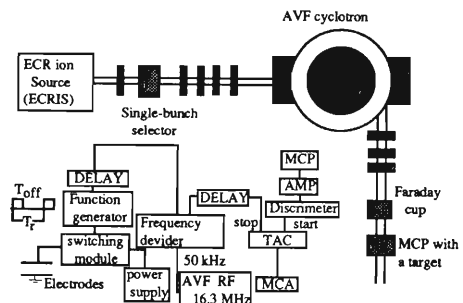 AVF cyclotron
ECR ion
Source
(ECRIS)
Single-bunch
selector
MCP
DELAY
AMP
Toff
Tr
Function
generator
DELAY
Discrimeter
Faraday
cup
Frequency
devider
stop
start
switching
module
TAC
MCP with
a target
50 kHz
Electrodes
power
supply
AVF RF
16.3 MHz
MCA